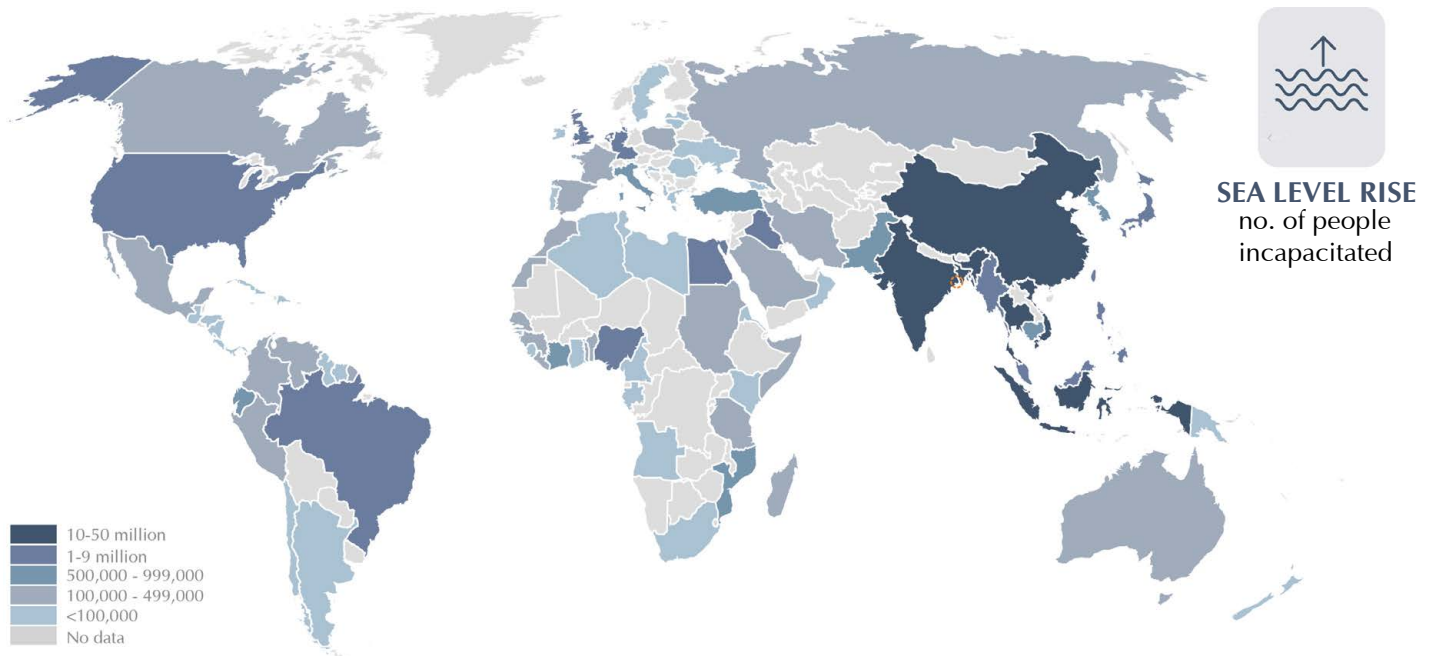 SEA LEVEL RISE
no. of people
incapacitated
10-50 million
1-9 million
500,000 - 999,000
100,000 - 499,000
<100,000
No data